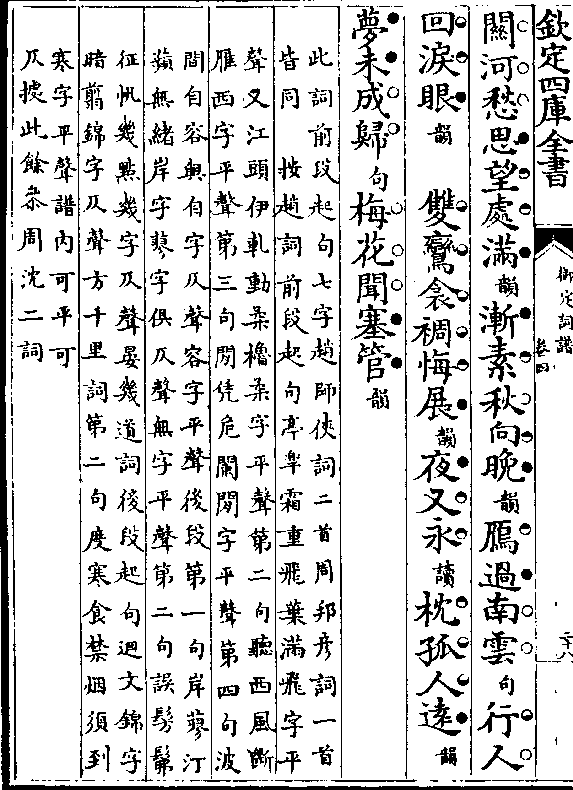 欽定四庫全書
御定詞譜
卷四
關河愁思望處滿韻漸素秋向晚韻鴈過南雲句行人
回淚眼韻 雙鸞衾裯悔展韻夜又永讀枕孤人遠韻
夢未成歸句梅花聞塞管韻
此詞前段起句七字趙師俠詞二首周邦彥詞一首
皆同 按趙詞前段起句亭臯霜重飛葉滿飛字平
聲又江頭伊軋動柔櫓柔字平聲第二句聽西風斷
雁西字平聲第三句閒凭危闌閒字平聲第四句波
間自容與自字仄聲容字平聲後段第一句岸蓼汀
蘋無緒岸字蓼字俱仄聲無字平聲第二句誤髣髴
征帆幾點幾字仄聲晏幾道詞後段起句迴文錦字
暗翦錦字仄聲方千里詞第二句度寒食禁烟須到
寒字平聲譜內可平可
仄據此餘叅周沈二詞